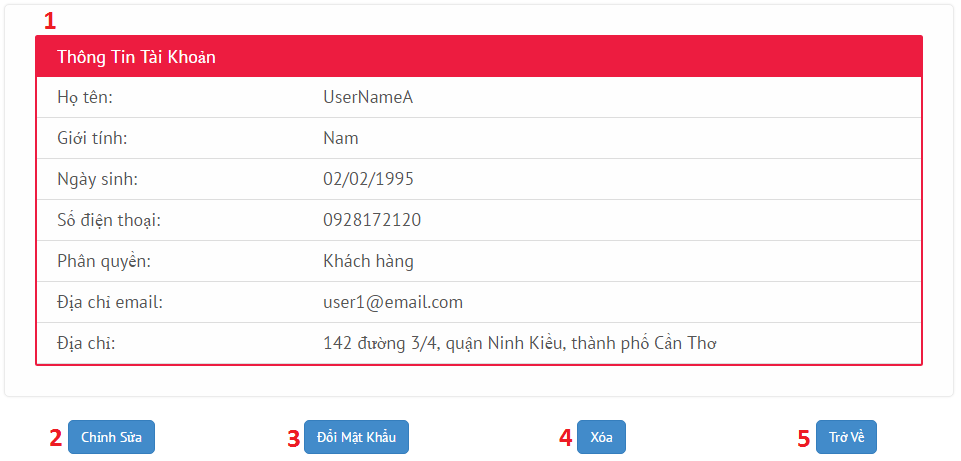 1
Thông Tin Tài Khoản
Họ tên: UserNameA
Giới tính: Nam
Ngày sinh: 02/02/1995
Số điện thoại: 0928172120
Phân quyền: Khách hàng
Địa chỉ email: user1@email.com
Địa chỉ: 142 đường 3/4, quận Ninh Kiều, thành phố Cần Thơ
2 Chỉnh Sửa 3 Đổi Mật Khẩu 4 Xóa 5 Trở Về